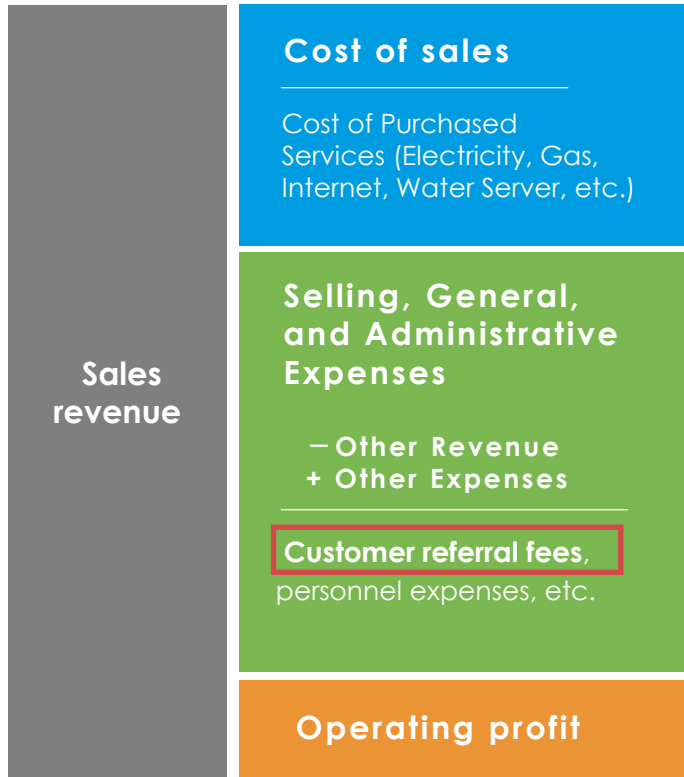 Sales
revenue
Cost of sales
Cost of Purchased
Services (Electricity, Gas,
Internet, Water Server, etc.)
Selling, General,
and Administrative
Expenses
－Other Revenue
+ Other Expenses
Customer referral fees,
personnel expenses, etc.
Operating profit